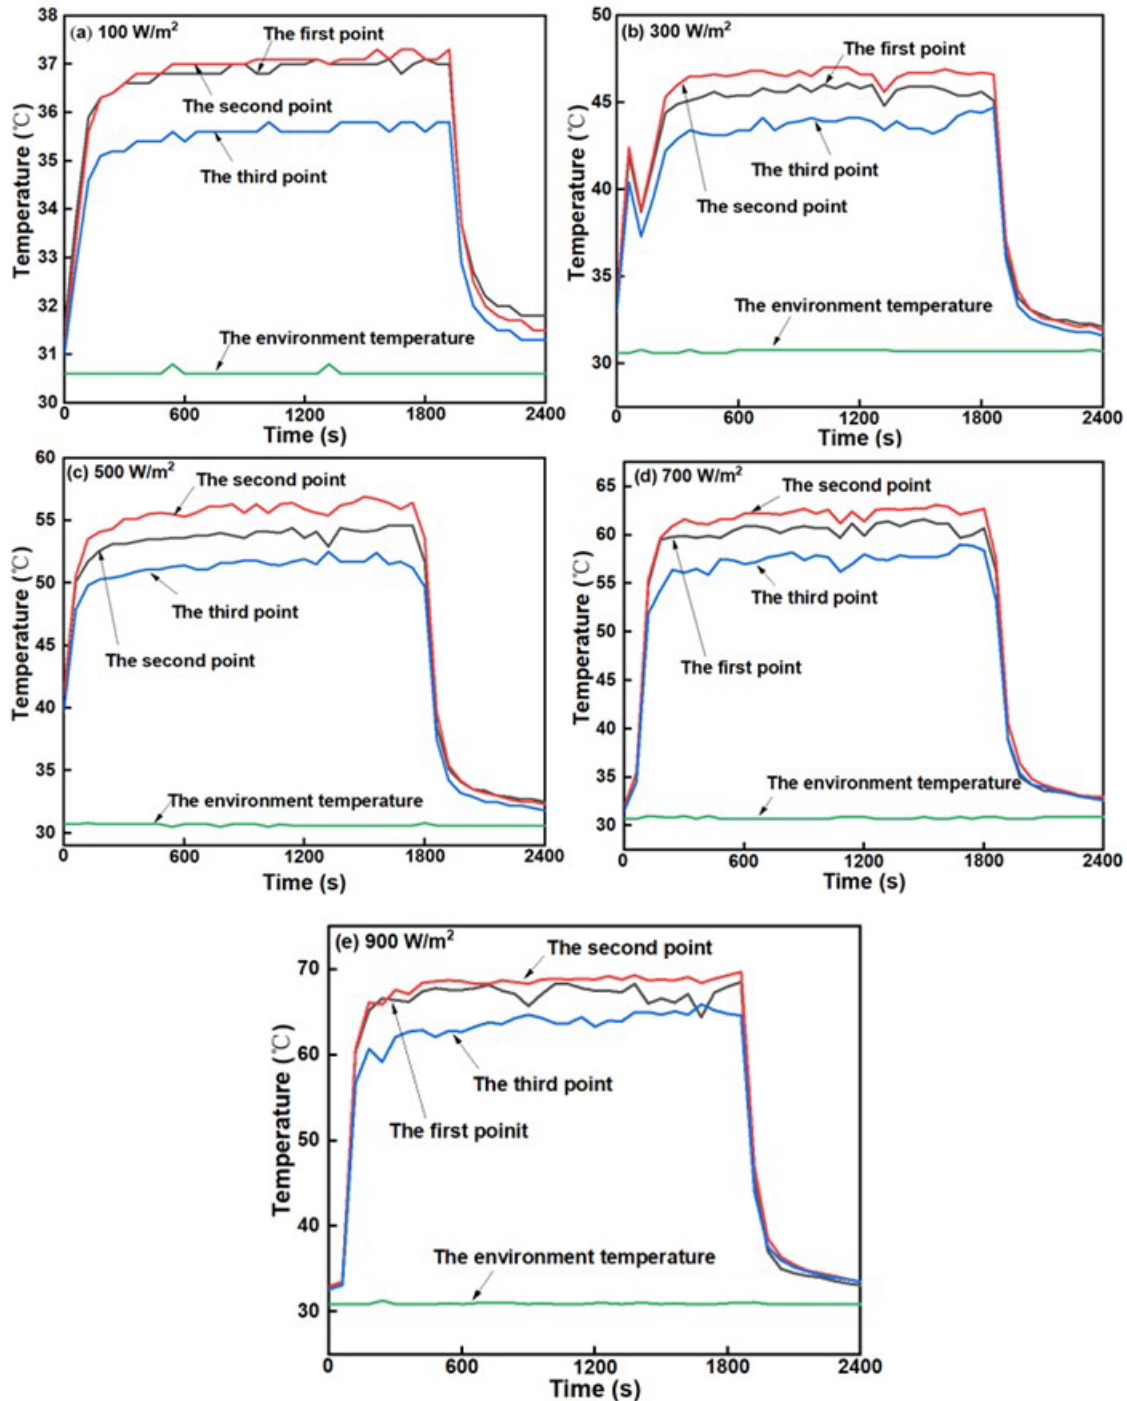 (a) 100 W/m²
The first point
The second point
The third point
The environment temperature
Temperature (℃)
38
37
36
35
34
33
32
31
30
0 600 1200 1800 2400
Time (s)
(b) 300 W/m²
The first point
The third point
The second point
The environment temperature
Temperature (℃)
50
45
40
35
30
0 600 1200 1800 2400
Time (s)
(c) 500 W/m²
The second point
The third point
The second point
The environment temperature
Temperature (℃)
60
55
50
45
40
35
30
0 600 1200 1800 2400
Time (s)
(d) 700 W/m²
The second point
The third point
The first point
The environment temperature
Temperature (℃)
65
60
55
50
45
40
35
30
0 600 1200 1800 2400
Time (s)
(e) 900 W/m²
The second point
The third point
The first poinit
The environment temperature
Temperature (℃)
70
60
50
40
30
0 600 1200 1800 2400
Time (s)